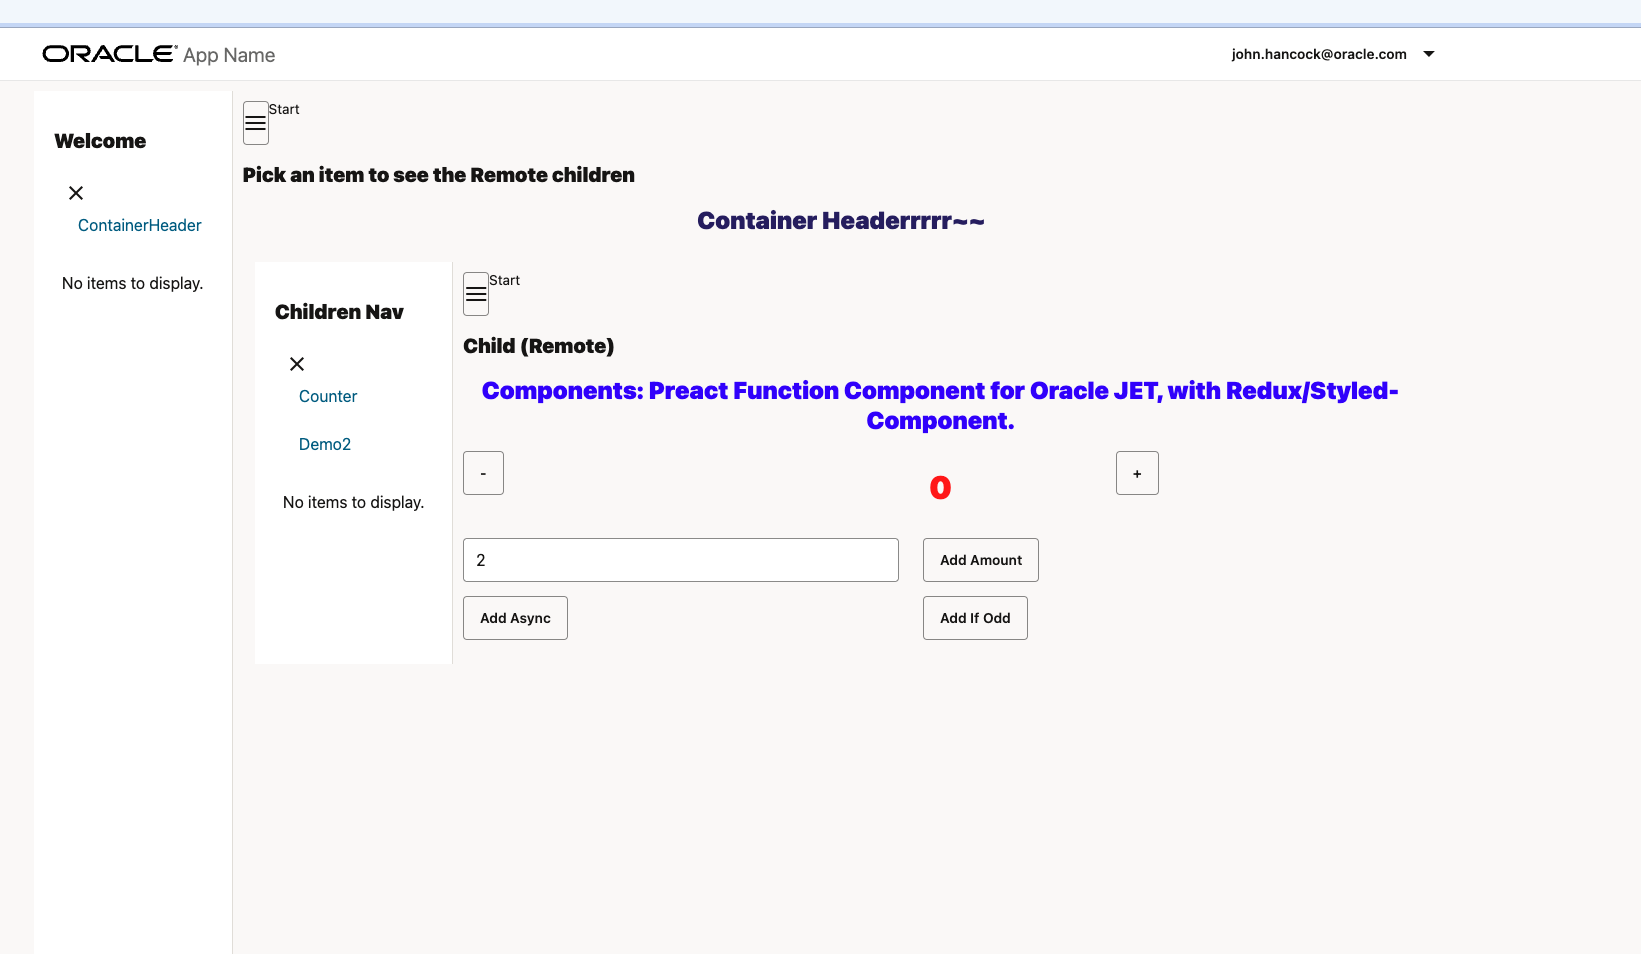 ORACLE App Name
john.hancock@oracle.com
Welcome
ContainerHeader
No items to display.
Start
Pick an item to see the Remote children
Container Headerrrrr~~
Children Nav
Counter
Demo2
No items to display.
Start
Child (Remote)
Components: Preact Function Component for Oracle JET, with Redux/Styled-
Component.
-
0
+
2
Add Amount
Add Async
Add If Odd